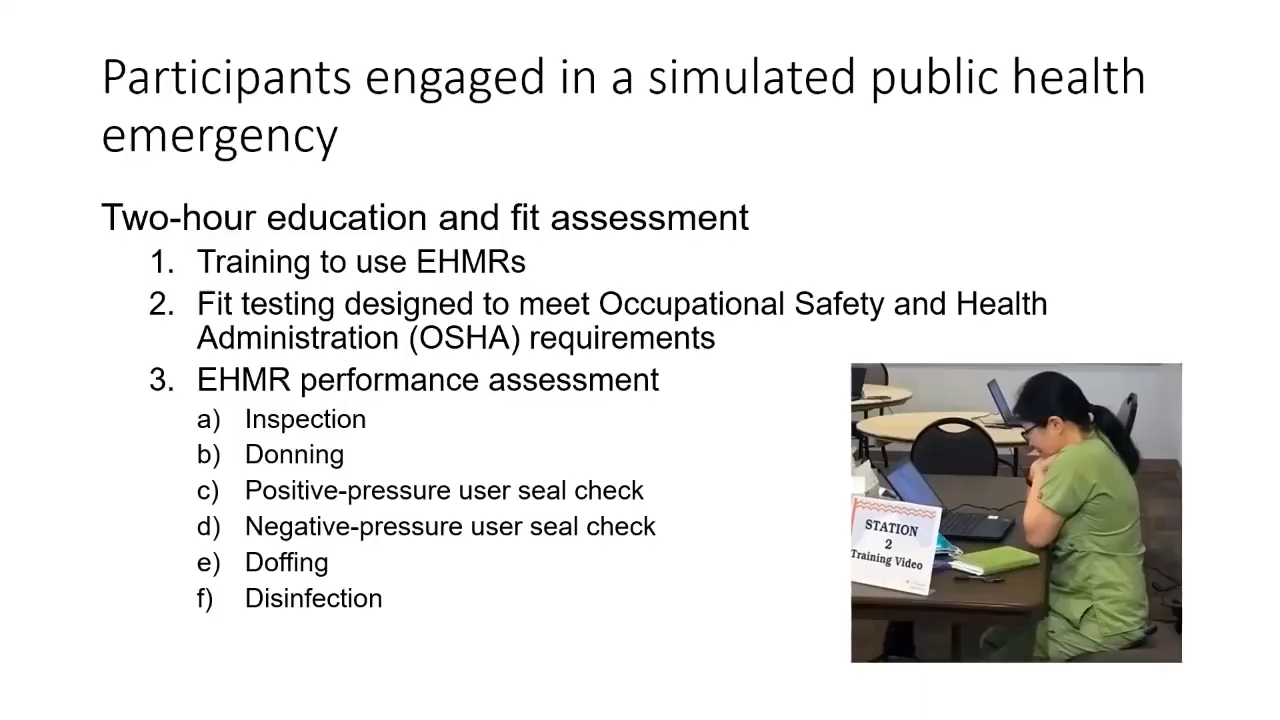 Participants engaged in a simulated public health
emergency
Two-hour education and fit assessment
1. Training to use EHMRs
2. Fit testing designed to meet Occupational Safety and Health
Administration (OSHA) requirements
3. EHMR performance assessment
a) Inspection
b) Donning
c) Positive-pressure user seal check
d) Negative-pressure user seal check
e) Doffing
f) Disinfection
STATION
2
Training Video